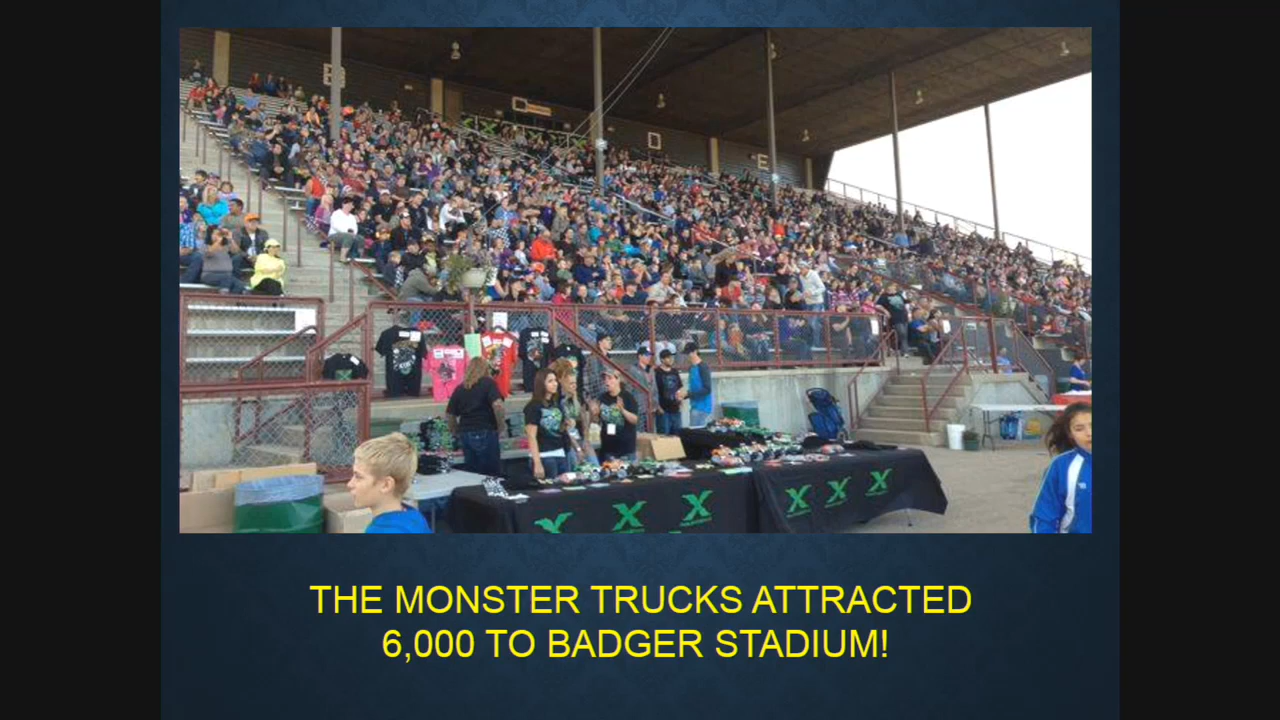 D
E
X X X X X X
THE MONSTER TRUCKS ATTRACTED
6,000 TO BADGER STADIUM!